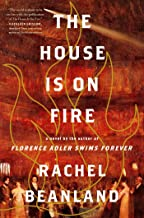 THE
HOUSE
IS ON
FIRE
a novel by the author of
FLORENCE ADLER SWIMS FOREVER
RACHEL
BEANLAND